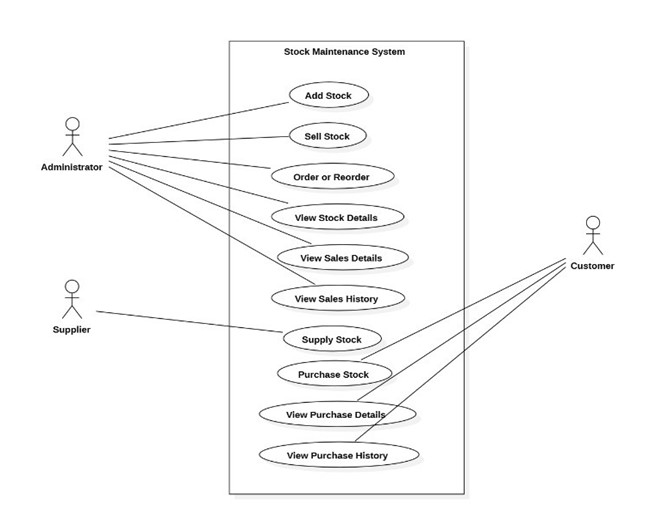 Stock Maintenance System
Add Stock
Sell Stock
Administrator
Order or Reorder
View Stock Details
View Sales Details
Customer
View Sales History
Supplier
Supply Stock
Purchase Stock
View Purchase Details
View Purchase History